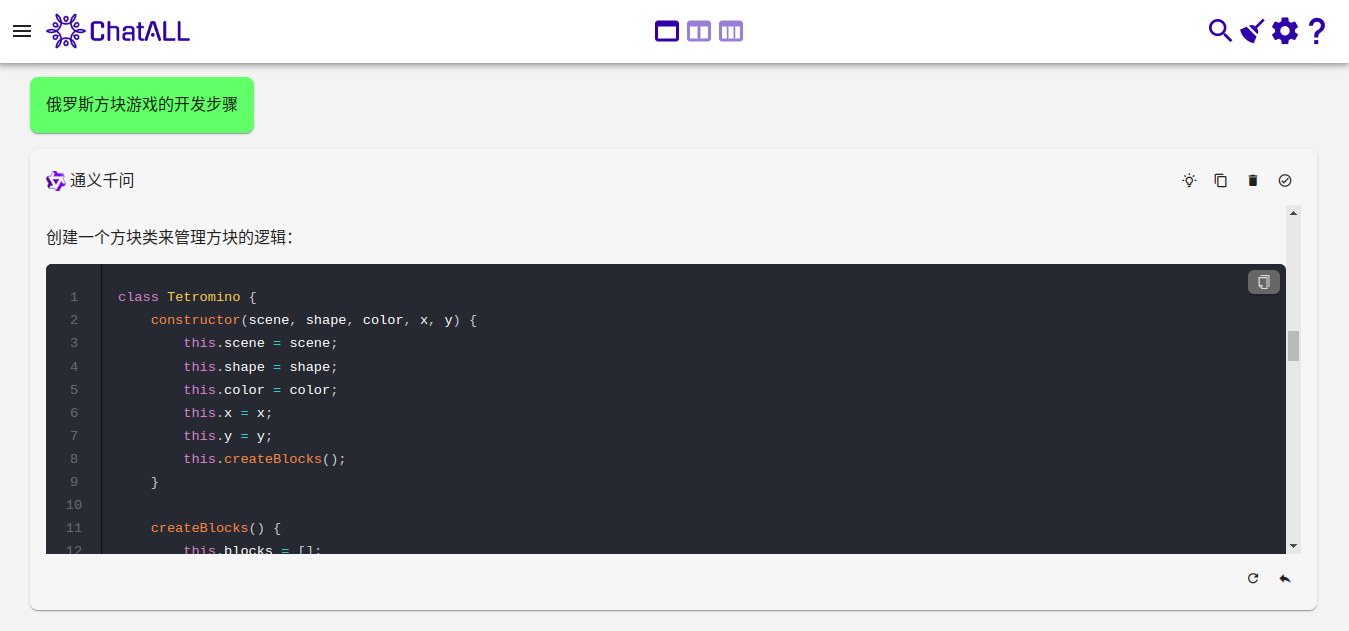 ChatALL
俄罗斯方块游戏的开发步骤
通义千问
创建一个方块类来管理方块的逻辑：
1 class Tetromino {
2     constructor(scene, shape, color, x, y) {
3         this.scene = scene;
4         this.shape = shape;
5         this.color = color;
6         this.x = x;
7         this.y = y;
8         this.createBlocks();
9     }
10
11     createBlocks() {
12         this.blocks = [];